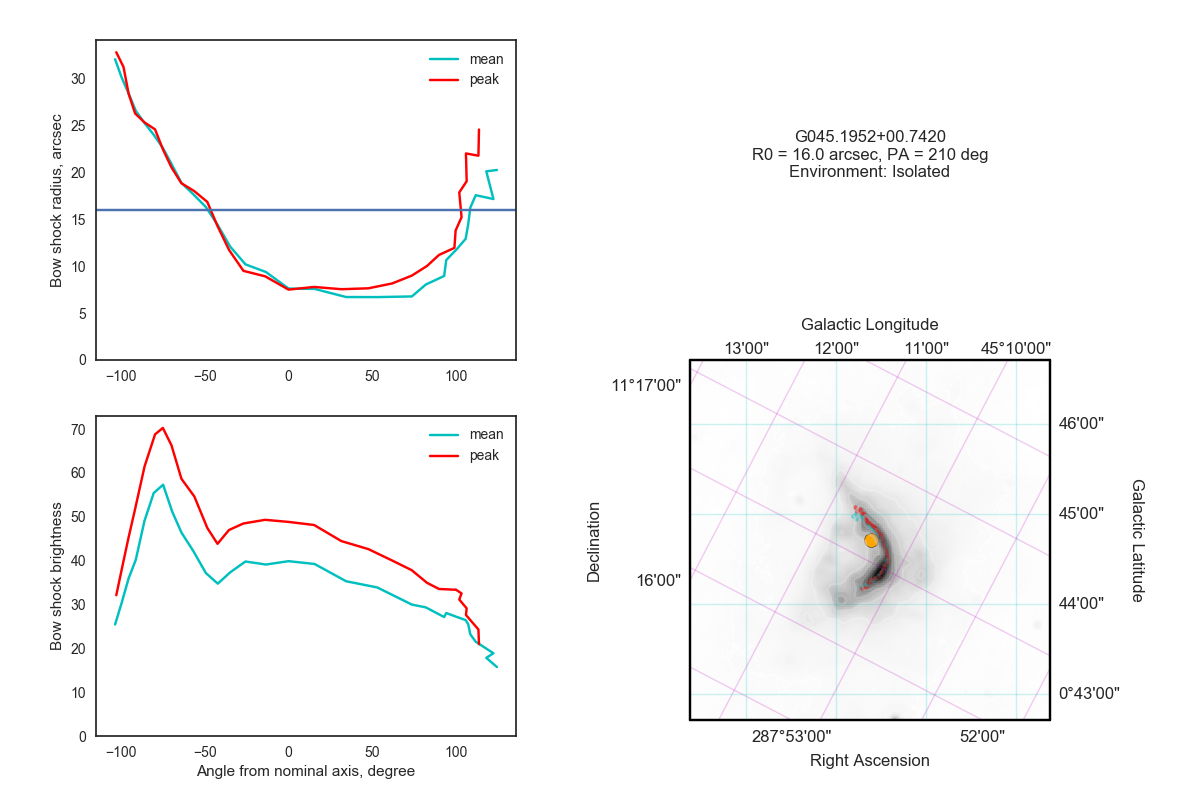 30
25
20
15
10
5
0
Bow shock radius, arcsec
mean
peak
−100
−50
0
50
100
70
60
50
40
30
20
10
0
Bow shock brightness
mean
peak
−100
−50
0
50
100
Angle from nominal axis, degree
G045.1952+00.7420
R0 = 16.0 arcsec, PA = 210 deg
Environment: Isolated
Galactic Longitude
13'00"
12'00"
11'00"
45°10'00"
11°17'00"
16'00"
Declination
46'00"
45'00"
44'00"
0°43'00"
Galactic Latitude
287°53'00"
52'00"
Right Ascension